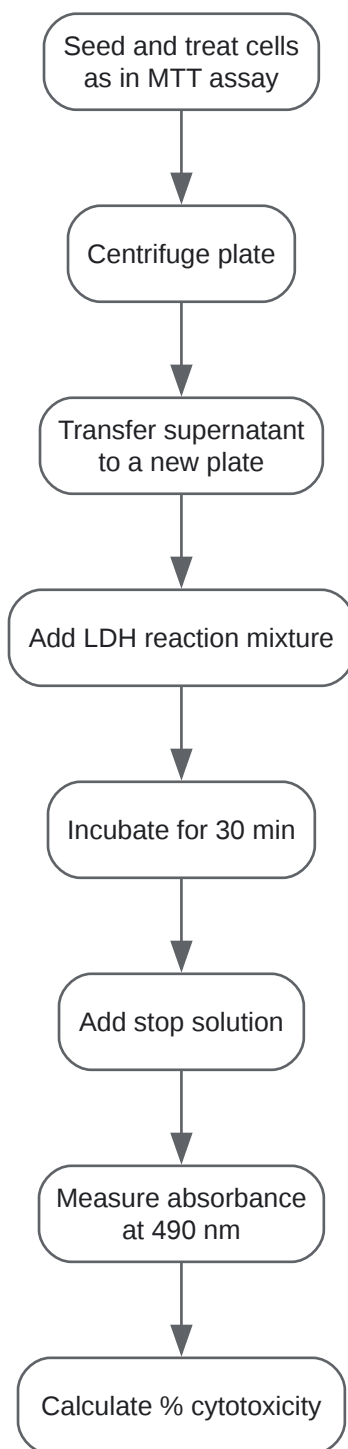 Seed and treat cells
as in MTT assay
Centrifuge plate
Transfer supernatant
to a new plate
Add LDH reaction mixture
Incubate for 30 min
Add stop solution
Measure absorbance
at 490 nm
Calculate % cytotoxicity